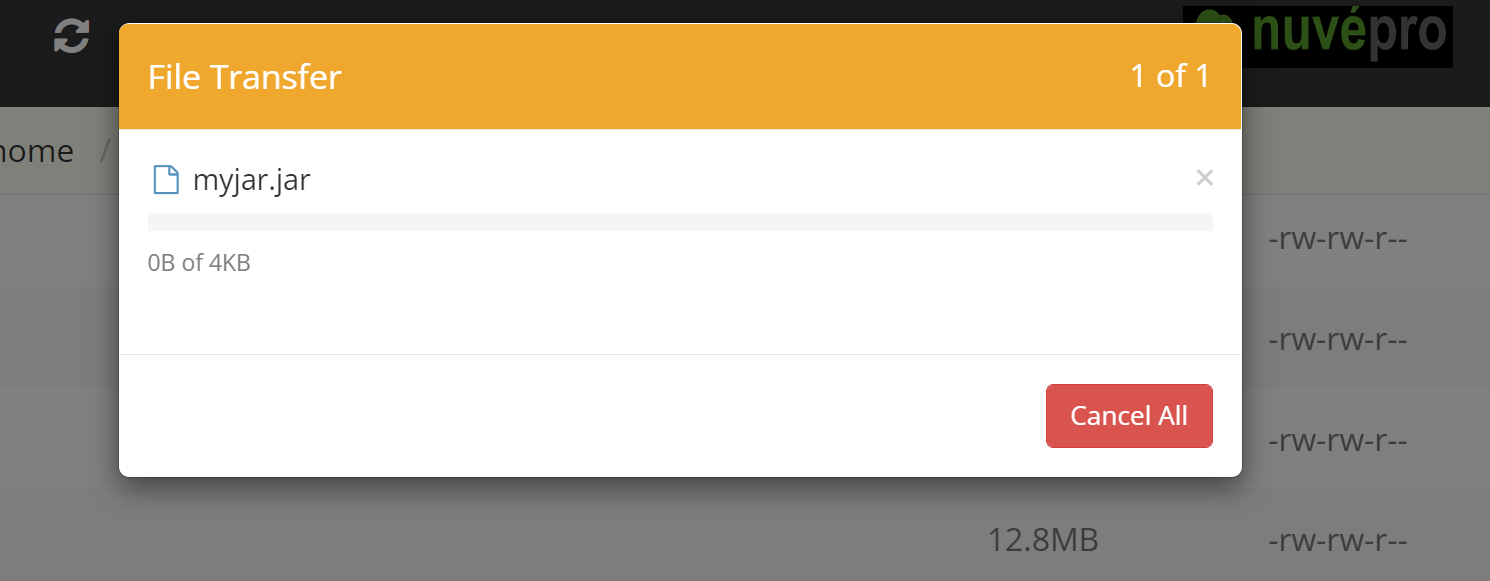 nuvépro
File Transfer
1 of 1
home /
myjar.jar
×
0B of 4KB
-rw-rw-r--
-rw-rw-r--
Cancel All
-rw-rw-r--
12.8MB
-rw-rw-r--